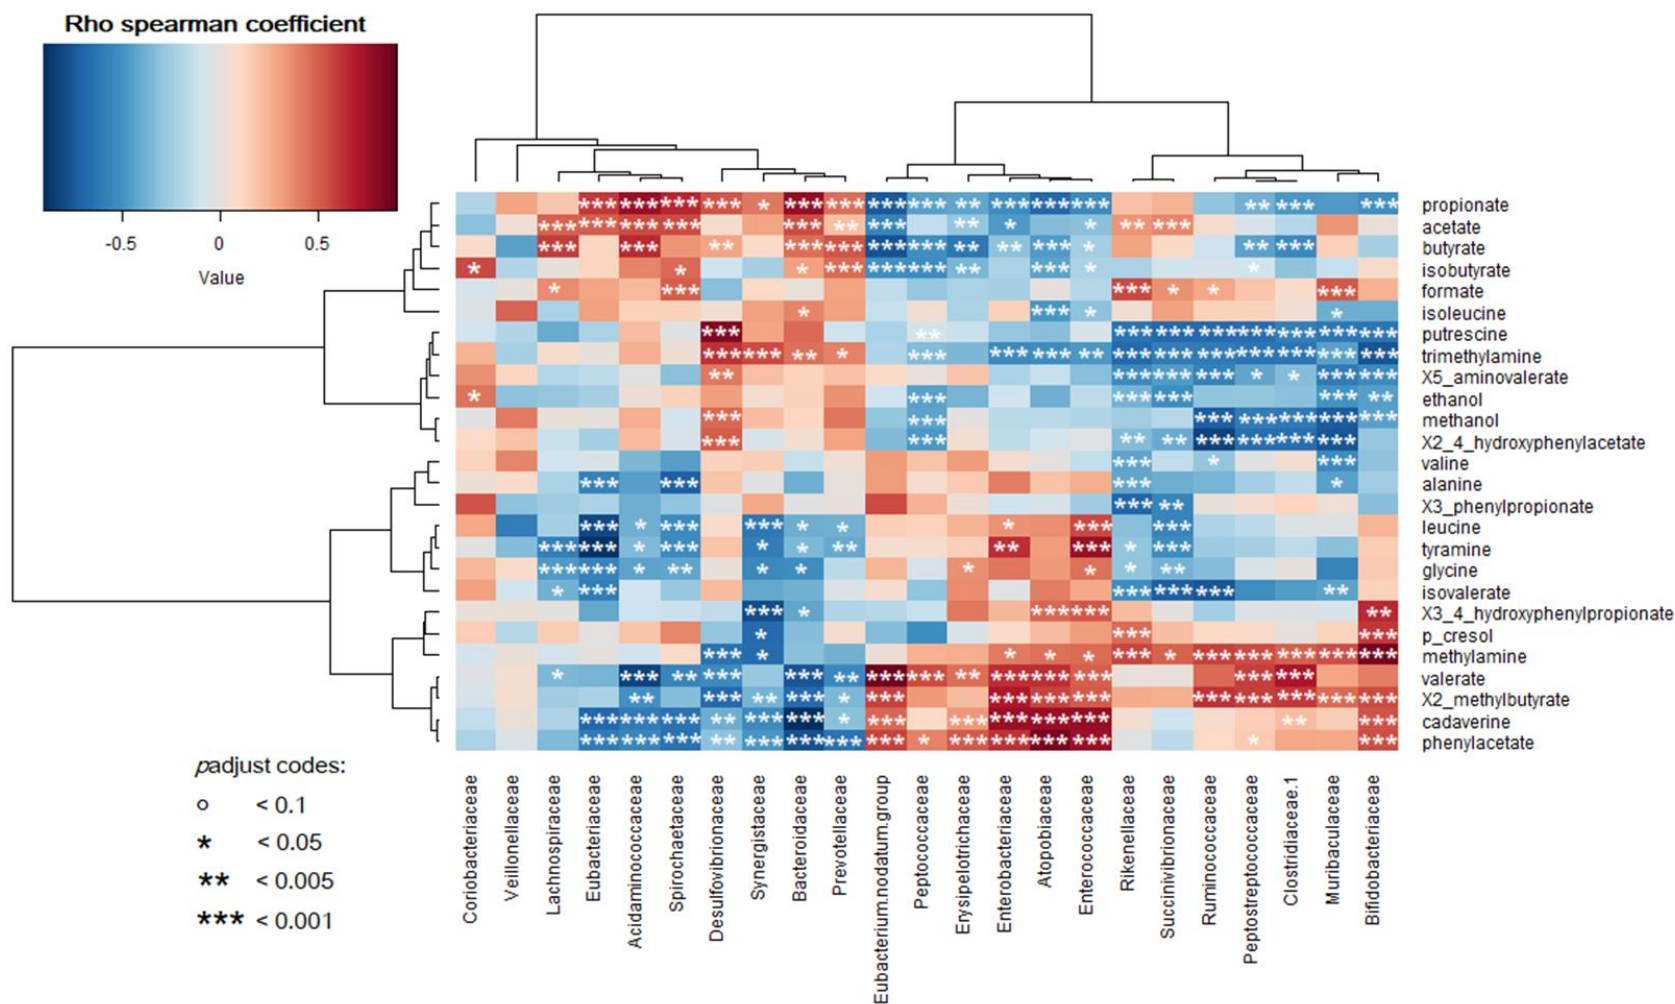 Rho spearman coefficient
-0.5 0 0.5
Value
propionate
acetate
butyrate
isobutyrate
formate
isoleucine
putrescine
trimethylamine
X5_aminovalerate
ethanol
methanol
X2_4_hydroxyphenylacetate
valine
alanine
X3_phenylpropionate
leucine
tyramine
glycine
isovalerate
X3_4_hydroxyphenylpropionate
p_cresol
methylamine
valerate
X2_methylbutyrate
cadaverine
phenylacetate
padjust codes:
○ < 0.1
* < 0.05
** < 0.005
*** < 0.001
Coriobacteriaceae
Veillonellaceae
Lachnospiraceae
Eubacteriaceae
Acidaminococcaceae
Spirochaetaceae
Desulfovibrionaceae
Synergistaceae
Bacteroidaceae
Prevotellaceae
Eubacterium.nodatum.group
Peptococcaceae
Erysipelotrichaceae
Enterobacteriaceae
Atopobiaceae
Enterococcaceae
Rikenellaceae
Succinivibrionaceae
Ruminococcaceae
Peptostreptococcaceae
Clostridiaceae.1
Muribaculaceae
Bifidobacteriaceae